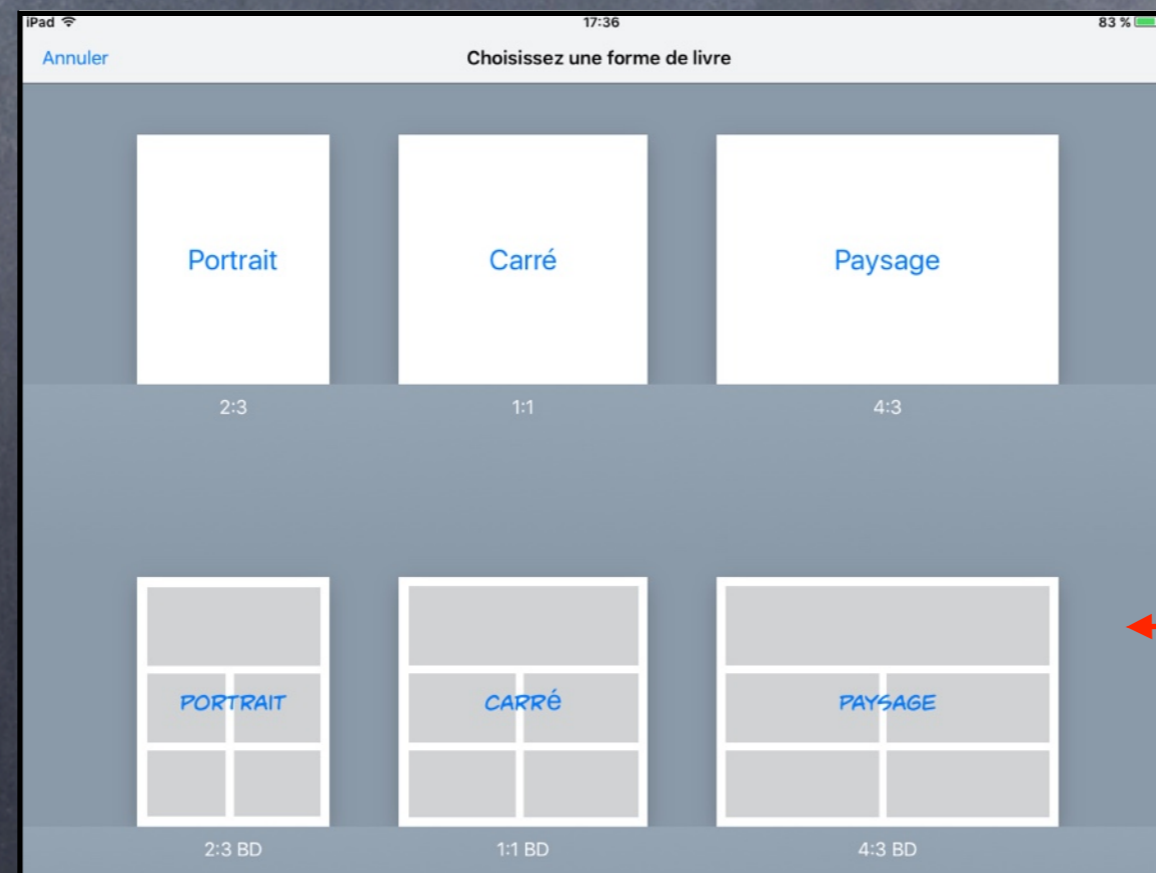 iPad 17:36 83 %
Annuler Choisissez une forme de livre
Portrait Carré Paysage
2:3 1:1 4:3
PORTRAIT CARRé PAYSAGE
2:3 BD 1:1 BD 4:3 BD